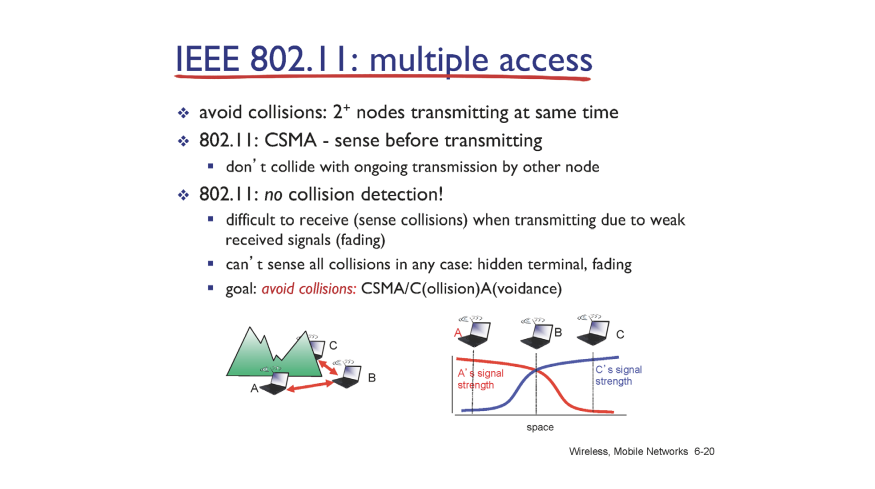 IEEE 802.11: multiple access
❖ avoid collisions: 2⁺ nodes transmitting at same time
❖ 802.11: CSMA - sense before transmitting
▪ don’t collide with ongoing transmission by other node
❖ 802.11: no collision detection!
▪ difficult to receive (sense collisions) when transmitting due to weak
received signals (fading)
▪ can’t sense all collisions in any case: hidden terminal, fading
▪ goal: avoid collisions: CSMA/C(ollision)A(voidance)
C
B
A
A
B
C
A’s signal
strength
C’s signal
strength
space
Wireless, Mobile Networks 6-20